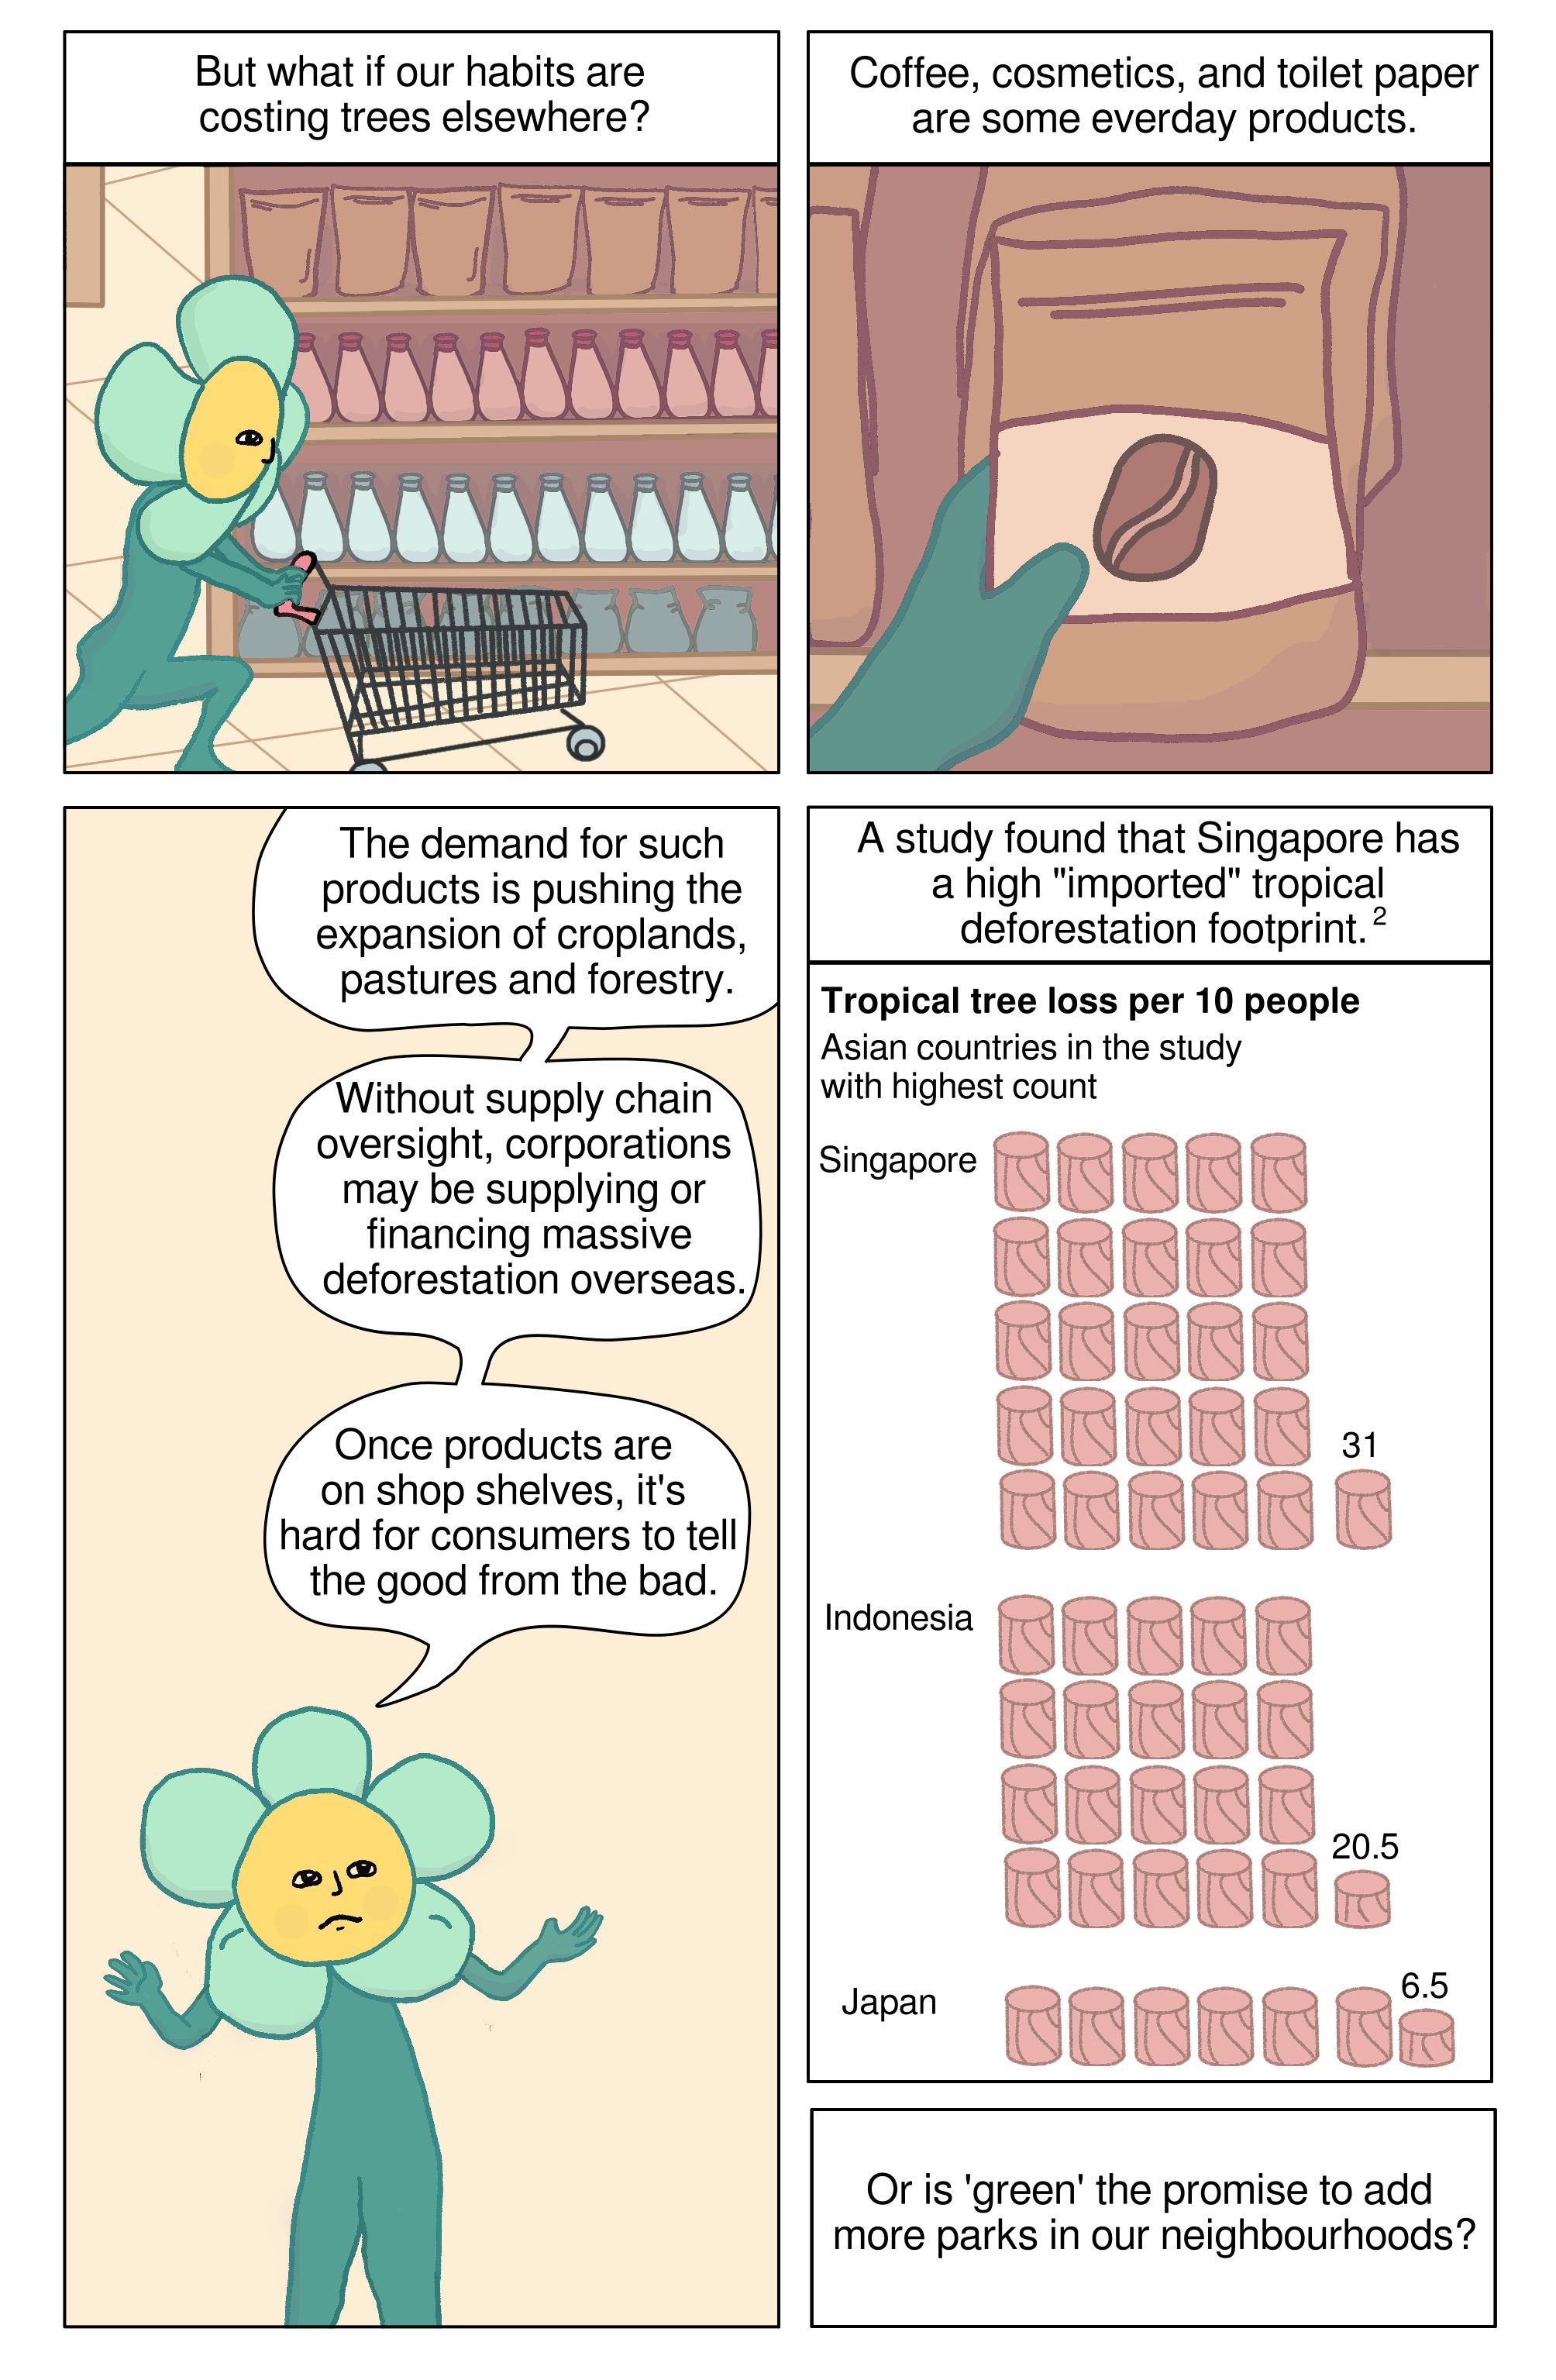 But what if our habits are
costing trees elsewhere?
Coffee, cosmetics, and toilet paper
are some everday products.
The demand for such
products is pushing the
expansion of croplands,
pastures and forestry.
Without supply chain
oversight, corporations
may be supplying or
financing massive
deforestation overseas.
Once products are
on shop shelves, it's
hard for consumers to tell
the good from the bad.
A study found that Singapore has
a high "imported" tropical
deforestation footprint.2
Tropical tree loss per 10 people
Asian countries in the study
with highest count
Singapore
31
Indonesia
20.5
Japan
6.5
Or is 'green' the promise to add
more parks in our neighbourhoods?